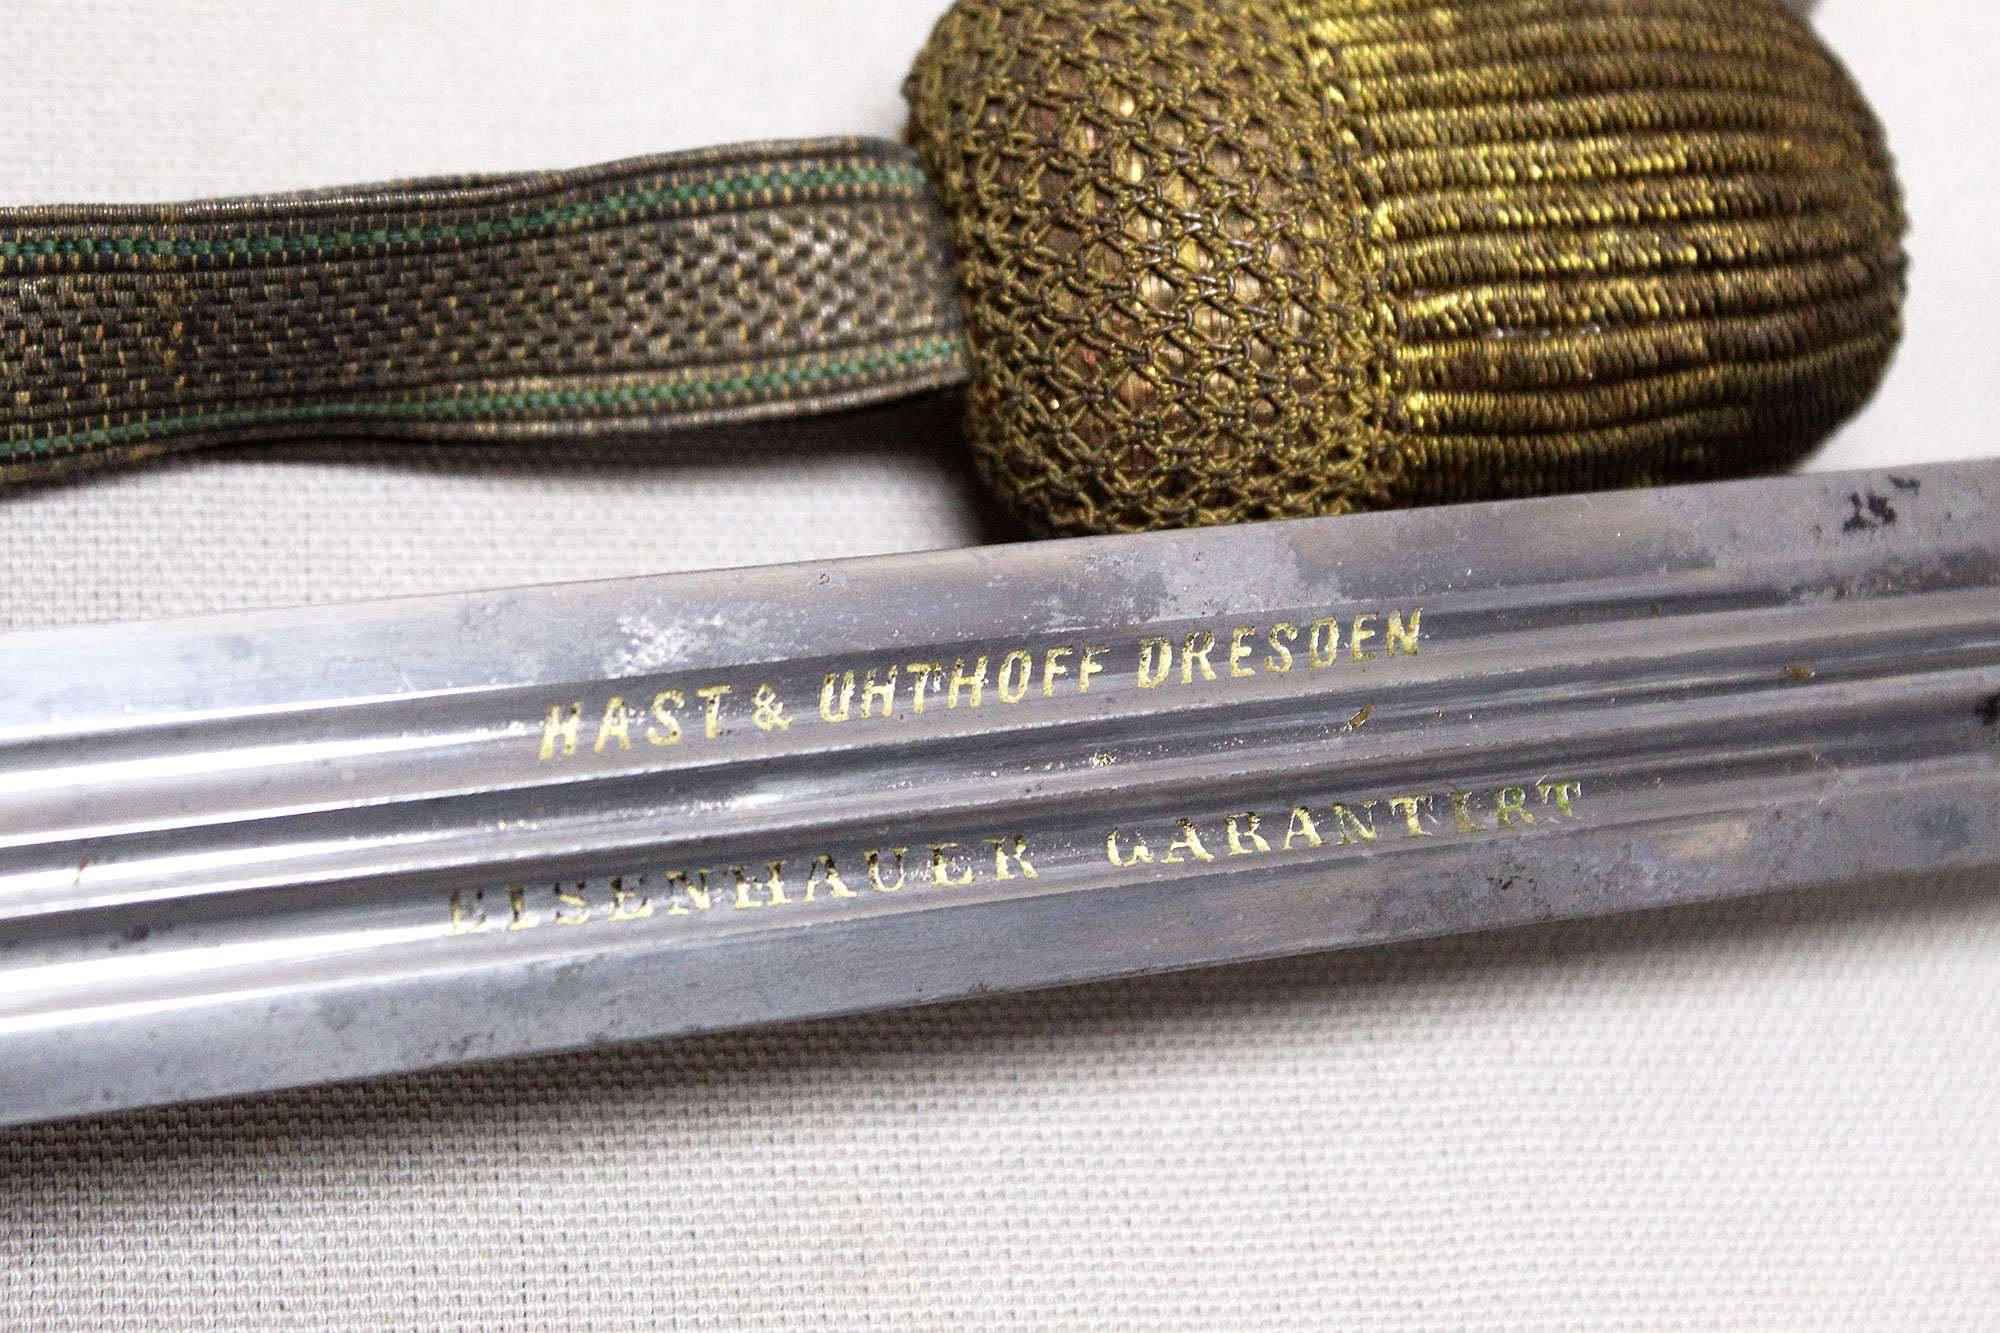 HAST & UHTHOFF DRESDEN
EISENHAUER GARANTIRT